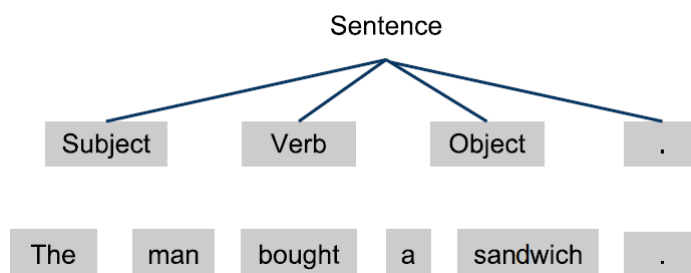 Sentence
Subject Verb Object .
The man bought a sandwich .